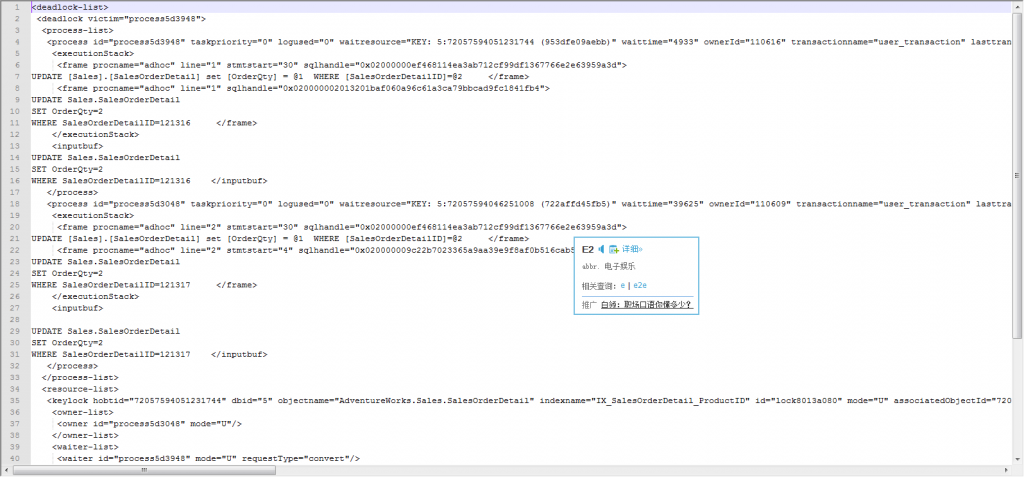 1 <deadlock-list>
2 <deadlock victim="process5d3948">
3 <process-list>
4 <process id="process5d3948" taskpriority="0" logused="0" waitresource="KEY: 5:72057594051231744 (953dfe09aebb)" waittime="4933" ownerId="110616" transactionname="user_transaction" lasttran
5 <executionStack>
6 <frame procname="adhoc" line="1" stmtstart="30" sqlhandle="0x02000000ef468114ea3ab712cf99df1367766e2e63959a3d">
7 UPDATE [Sales].[SalesOrderDetail] set [OrderQty] = @1  WHERE [SalesOrderDetailID]=@2     </frame>
8 <frame procname="adhoc" line="1" sqlhandle="0x020000002013201baf060a96c61a3ca79bbcad9fc1841fb4">
9 UPDATE Sales.SalesOrderDetail
10 SET OrderQty=2
11 WHERE SalesOrderDetailID=121316     </frame>
12 </executionStack>
13 <inputbuf>
14 UPDATE Sales.SalesOrderDetail
15 SET OrderQty=2
16 WHERE SalesOrderDetailID=121316    </inputbuf>
17 </process>
18 <process id="process5d3048" taskpriority="0" logused="0" waitresource="KEY: 5:72057594046251008 (722affd45fb5)" waittime="39625" ownerId="110609" transactionname="user_transaction" lasttra
19 <executionStack>
20 <frame procname="adhoc" line="2" stmtstart="30" sqlhandle="0x02000000ef468114ea3ab712cf99df1367766e2e63959a3d">
21 UPDATE [Sales].[SalesOrderDetail] set [OrderQty] = @1  WHERE [SalesOrderDetailID]=@2     </frame>
22 <frame procname="adhoc" line="2" stmtstart="4" sqlhandle="0x020000009c22b7023365a9aa39e9f8af0b516cab5
23 UPDATE Sales.SalesOrderDetail
24 SET OrderQty=2
25 WHERE SalesOrderDetailID=121317     </frame>
26 </executionStack>
27 <inputbuf>
28
29 UPDATE Sales.SalesOrderDetail
30 SET OrderQty=2
31 WHERE SalesOrderDetailID=121317    </inputbuf>
32 </process>
33 </process-list>
34 <resource-list>
35 <keylock hobtid="72057594051231744" dbid="5" objectname="AdventureWorks.Sales.SalesOrderDetail" indexname="IX_SalesOrderDetail_ProductID" id="lock8013a080" mode="U" associatedObjectId="720
36 <owner-list>
37 <owner id="process5d3048" mode="U"/>
38 </owner-list>
39 <waiter-list>
40 <waiter id="process5d3948" mode="U" requestType="convert"/>
E2 详细»
abbr. 电子娱乐
相关查询: e | e2e
推广 白领：职场口语你懂多少？